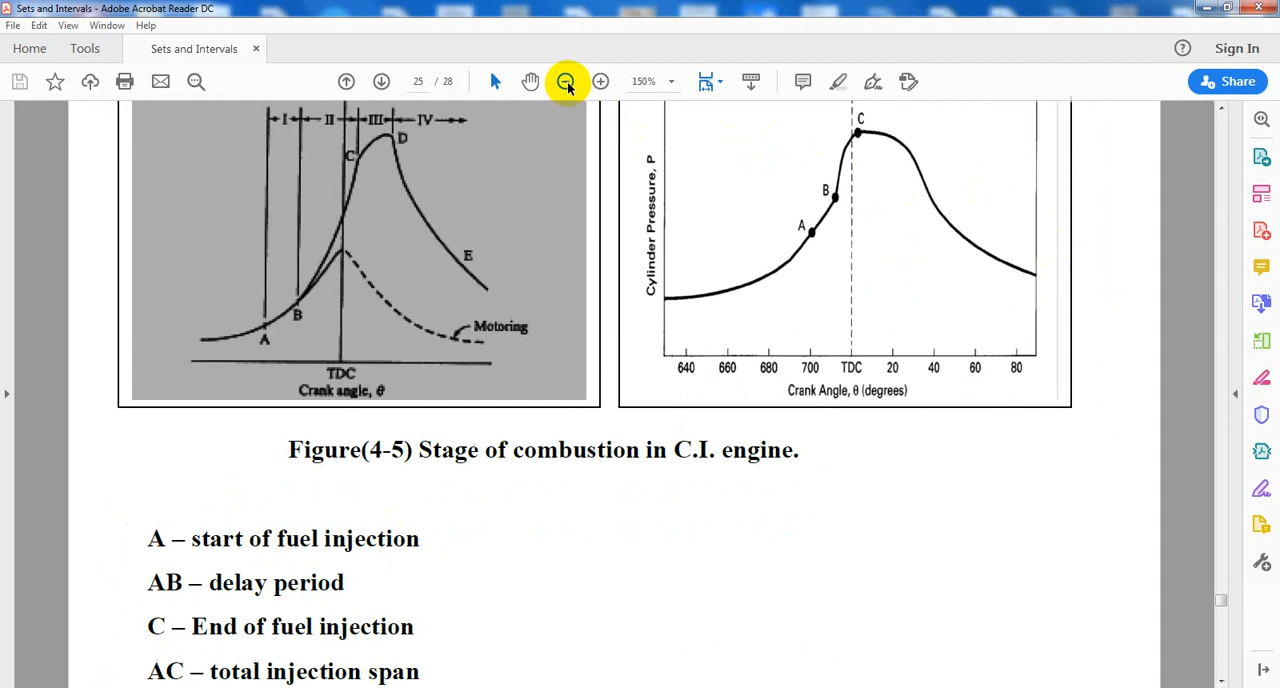 Sets and Intervals - Adobe Acrobat Reader DC
File Edit View Window Help
Home Tools Sets and Intervals × Sign In
25 / 28 150% Share
I II III IV
C D
B
A
E
Motoring
TDC
Crank angle, θ
Cylinder Pressure, P
C
B
A
640 660 680 700 TDC 20 40 60 80
Crank Angle, θ (degrees)
Figure(4-5) Stage of combustion in C.I. engine.
A – start of fuel injection
AB – delay period
C – End of fuel injection
AC – total injection span